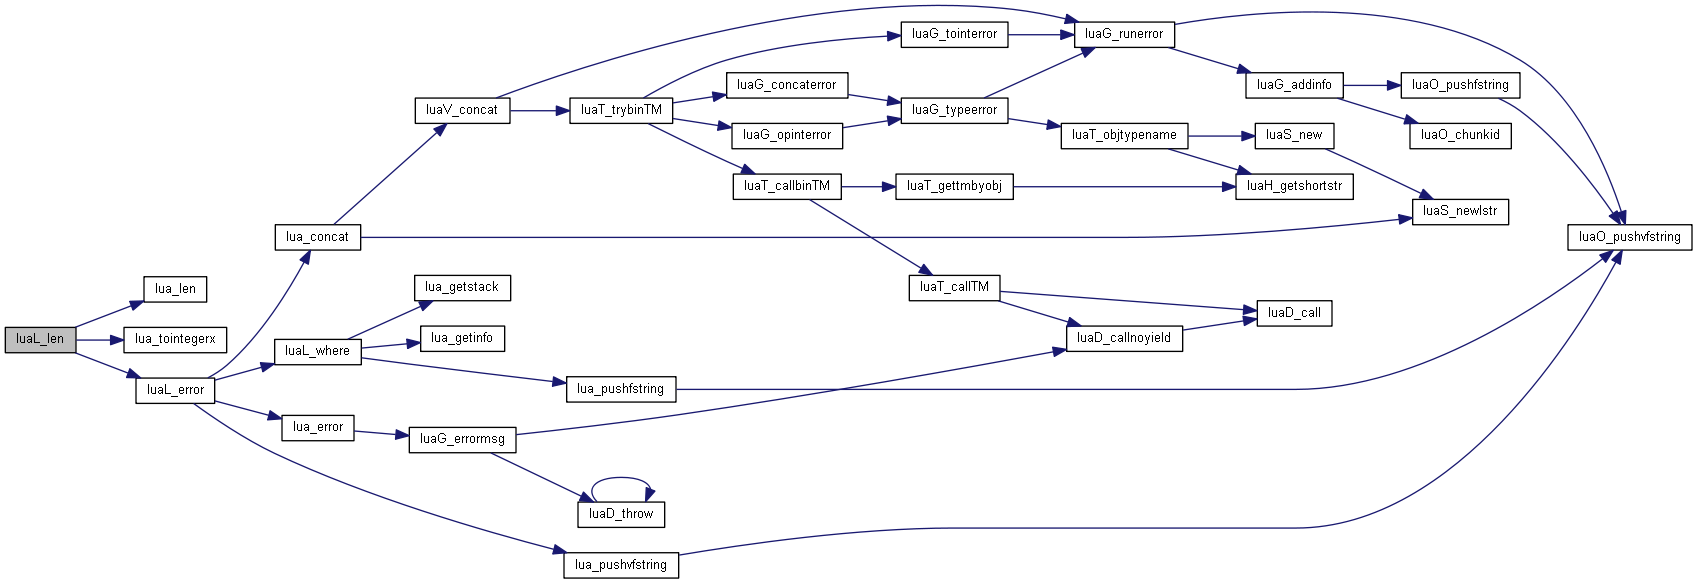 luaL_len
lua_len
lua_tointegerx
luaL_error
lua_concat
luaL_where
lua_error
luaV_concat
lua_getstack
lua_getinfo
luaG_errormsg
luaT_trybinTM
lua_pushfstring
luaD_throw
lua_pushvfstring
luaG_concaterror
luaG_opinterror
luaT_callbinTM
luaG_tointerror
luaG_typeerror
luaT_gettmbyobj
luaT_callTM
luaG_runerror
luaT_objtypename
luaD_callnoyield
luaG_addinfo
luaS_new
luaH_getshortstr
luaD_call
luaO_pushfstring
luaO_chunkid
luaS_newlstr
luaO_pushvfstring